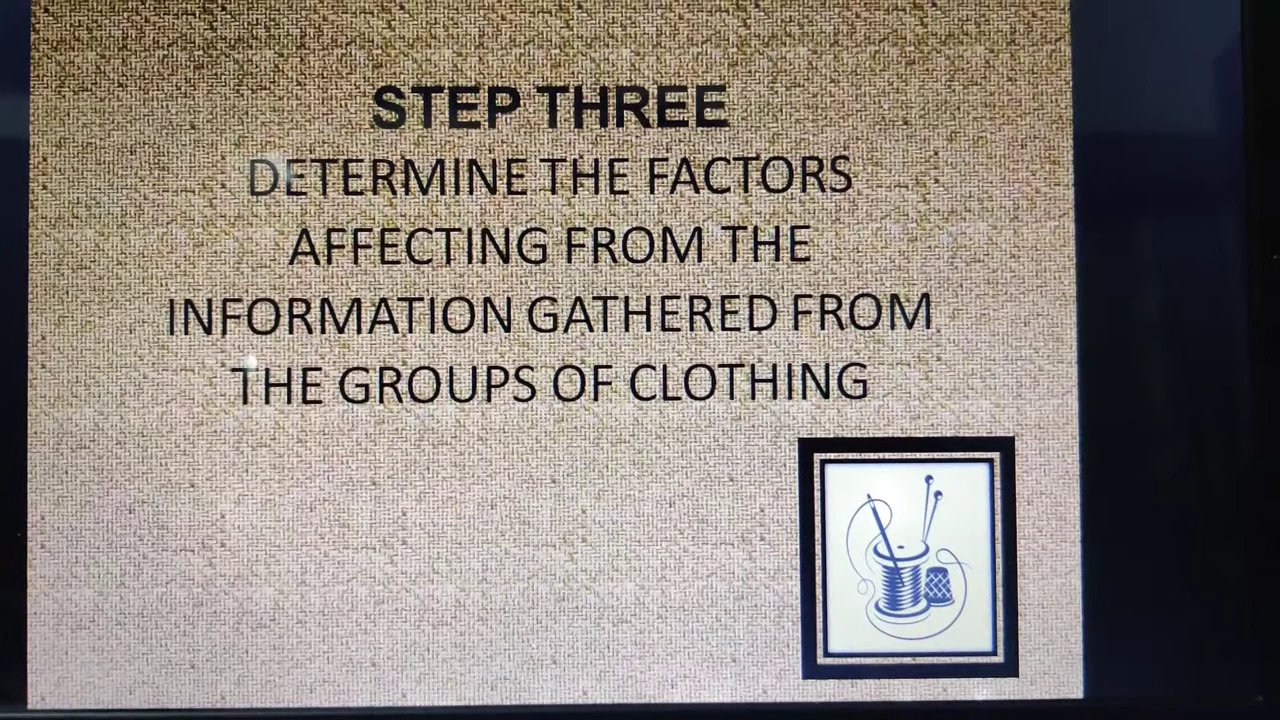 STEP THREE
DETERMINE THE FACTORS
AFFECTING FROM THE
INFORMATION GATHERED FROM
THE GROUPS OF CLOTHING